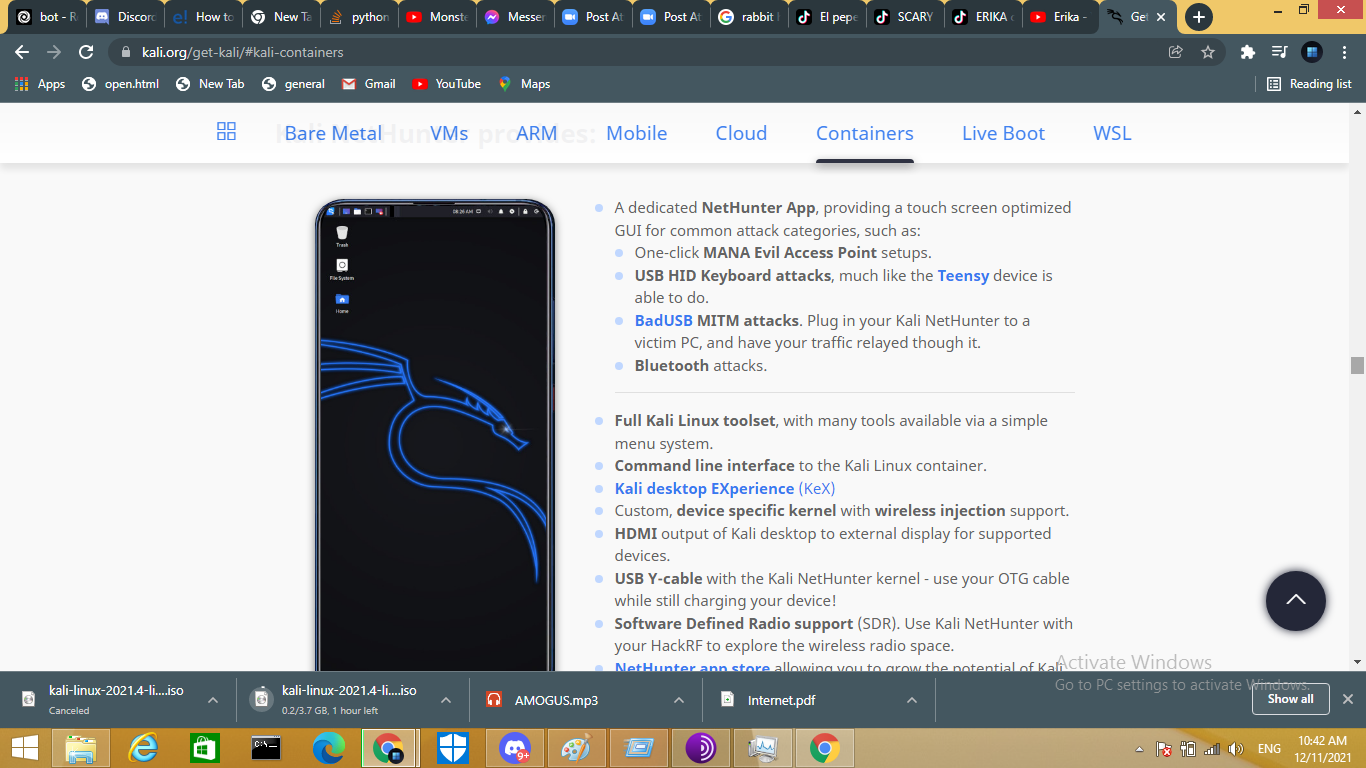 bot - R
Discord
How to
New Ta
python
Monste
Messen
Post At
Post At
rabbit h
El pepe
SCARY
ERIKA
Erika -
Get
kali.org/get-kali/#kali-containers
Apps
open.html
New Tab
general
Gmail
YouTube
Maps
Reading list
Kali NetHunter provides:
Bare Metal
VMs
ARM
Mobile
Cloud
Containers
Live Boot
WSL
08:26 AM
Trash
File System
Home
A dedicated NetHunter App, providing a touch screen optimized
GUI for common attack categories, such as:
One-click MANA Evil Access Point setups.
USB HID Keyboard attacks, much like the Teensy device is
able to do.
BadUSB MITM attacks. Plug in your Kali NetHunter to a
victim PC, and have your traffic relayed though it.
Bluetooth attacks.
Full Kali Linux toolset, with many tools available via a simple
menu system.
Command line interface to the Kali Linux container.
Kali desktop EXperience (KeX)
Custom, device specific kernel with wireless injection support.
HDMI output of Kali desktop to external display for supported
devices.
USB Y-cable with the Kali NetHunter kernel - use your OTG cable
while still charging your device!
Software Defined Radio support (SDR). Use Kali NetHunter with
your HackRF to explore the wireless radio space.
NetHunter app store allowing you to grow the potential of Kali
Activate Windows
Go to PC settings to activate Windows.
kali-linux-2021.4-li....iso
Canceled
kali-linux-2021.4-li....iso
0.2/3.7 GB, 1 hour left
AMOGUS.mp3
Internet.pdf
Show all
C:\_
9+
ENG
10:42 AM
12/11/2021